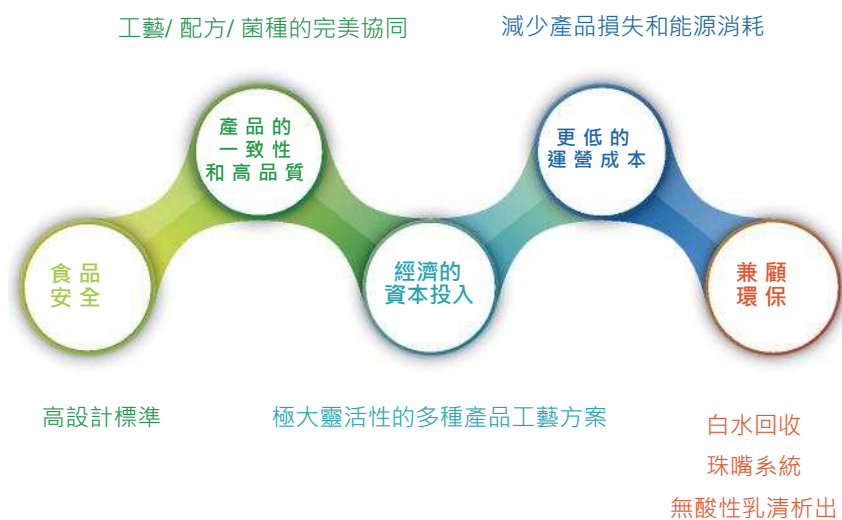 工藝/ 配方/ 菌種的完美協同
減少產品損失和能源消耗
產品的
一致性
和高品質
更低的
運營成本
食品
安全
經濟的
資本投入
兼顧
環保
高設計標準
極大靈活性的多種產品工藝方案
白水回收
珠嘴系統
無酸性乳清析出